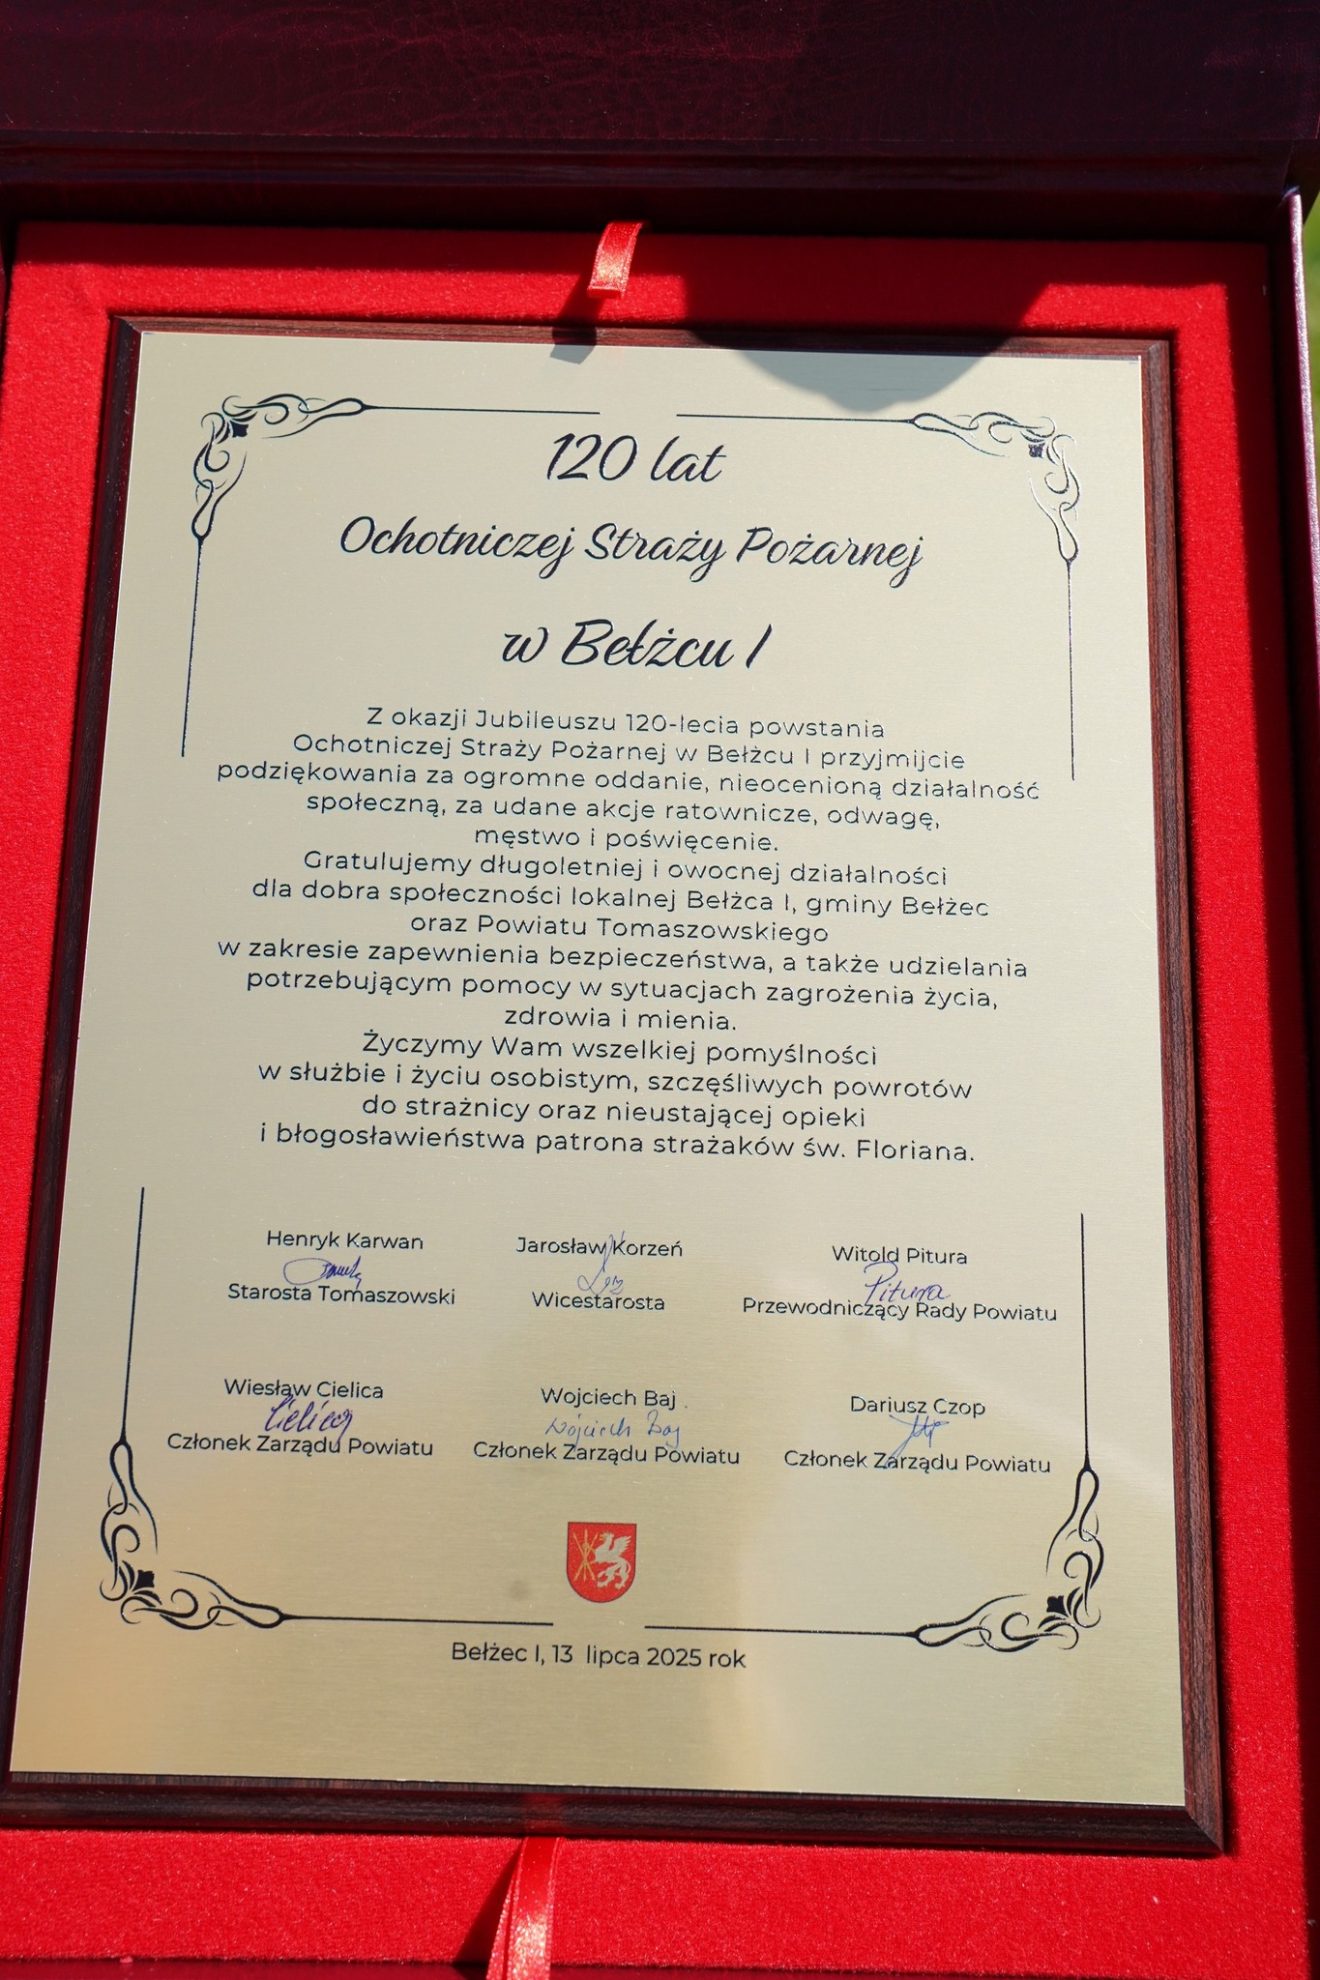 120 lat
Ochotniczej Straży Pożarnej
w Bełżcu I
Z okazji Jubileuszu 120-lecia powstania
Ochotniczej Straży Pożarnej w Bełżcu I przyjmijcie
podziękowania za ogromne oddanie, nieocenioną działalność
społeczną, za udane akcje ratownicze, odwagę,
męstwo i poświęcenie.
Gratulujemy długoletniej i owocnej działalności
dla dobra społeczności lokalnej Bełżca I, gminy Bełżec
oraz Powiatu Tomaszowskiego
w zakresie zapewnienia bezpieczeństwa, a także udzielania
potrzebującym pomocy w sytuacjach zagrożenia życia,
zdrowia i mienia.
Życzymy Wam wszelkiej pomyślności
w służbie i życiu osobistym, szczęśliwych powrotów
do strażnicy oraz nieustającej opieki
i błogosławieństwa patrona strażaków św. Floriana.
Henryk Karwan Jarosław Korzeń Witold Pitura
Pitura
Starosta Tomaszowski Wicestarosta Przewodniczący Rady Powiatu
Wiesław Cielica Wojciech Baj Dariusz Czop
Cielica Wojciech Baj
Członek Zarządu Powiatu Członek Zarządu Powiatu Członek Zarządu Powiatu
Bełżec I, 13 lipca 2025 rok